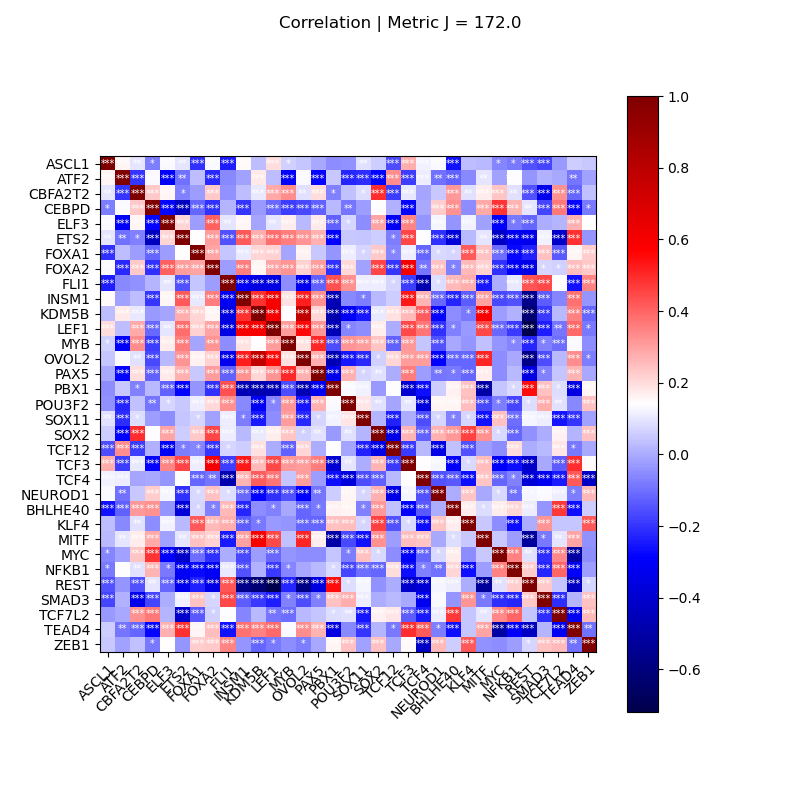 Correlation | Metric J = 172.0
ASCL1
ATF2
CBFA2T2
CEBPD
ELF3
ETS2
FOXA1
FOXA2
FLI1
INSM1
KDM5B
LEF1
MYB
OVOL2
PAX5
PBX1
POU3F2
SOX11
SOX2
TCF12
TCF3
TCF4
NEUROD1
BHLHE40
KLF4
MITF
MYC
NFKB1
REST
SMAD3
TCF7L2
TEAD4
ZEB1
ASCL1
ATF2
CBFA2T2
CEBPD
ELF3
ETS2
FOXA1
FOXA2
FLI1
INSM1
KDM5B
LEF1
MYB
OVOL2
PAX5
PBX1
POU3F2
SOX11
SOX2
TCF12
TCF3
TCF4
NEUROD1
BHLHE40
KLF4
MITF
MYC
NFKB1
REST
SMAD3
TCF7L2
TEAD4
ZEB1
1.0
0.8
0.6
0.4
0.2
0.0
−0.2
−0.4
−0.6